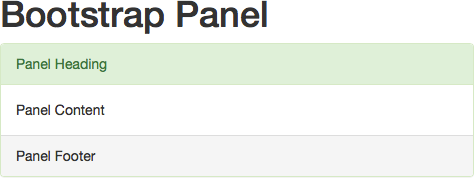 Bootstrap Panel
Panel Heading
Panel Content
Panel Footer